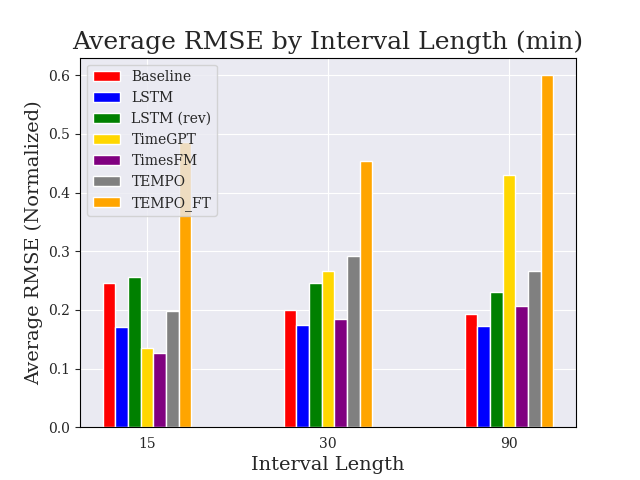 Average RMSE by Interval Length (min)
Average RMSE (Normalized)
0.6
0.5
0.4
0.3
0.2
0.1
0.0
Baseline
LSTM
LSTM (rev)
TimeGPT
TimesFM
TEMPO
TEMPO_FT
15
30
90
Interval Length